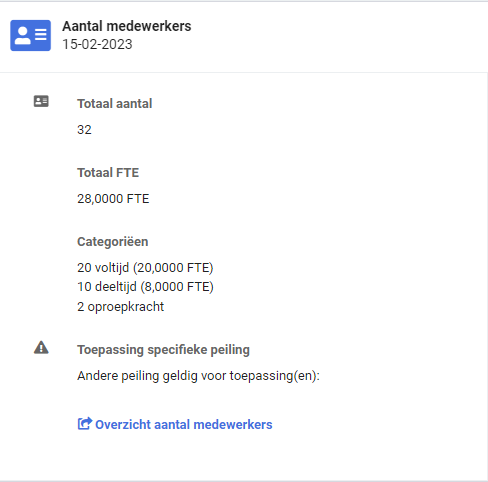 Aantal medewerkers
15-02-2023
Totaal aantal
32
Totaal FTE
28,0000 FTE
Categoriëen
20 voltijd (20,0000 FTE)
10 deeltijd (8,0000 FTE)
2 oproepkracht
Toepassing specifieke peiling
Andere peiling geldig voor toepassing(en):
Overzicht aantal medewerkers